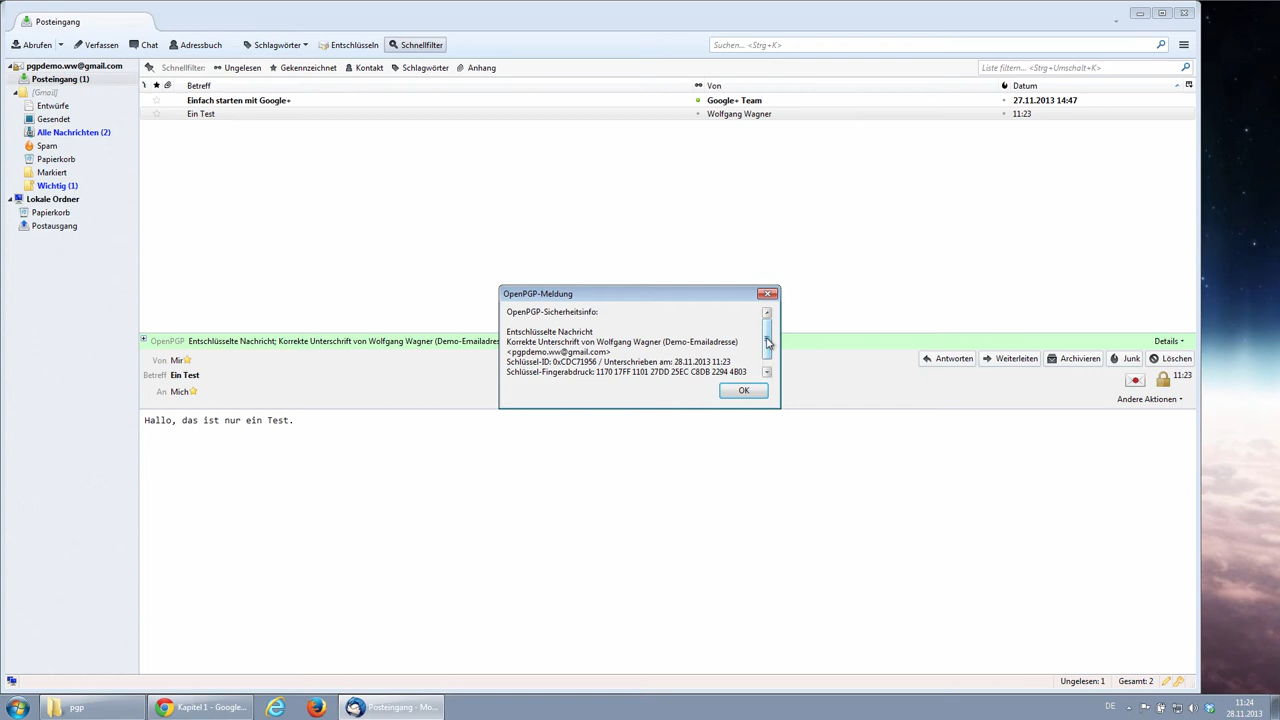 Posteingang
Abrufen Verfassen Chat Adressbuch Schlagwörter Entschlüsseln Schnellfilter Suchen... <Strg+K>
pgpdemo.ww@gmail.com
Posteingang (1)
[Gmail]
Entwürfe
Gesendet
Alle Nachrichten (2)
Spam
Papierkorb
Markiert
Wichtig (1)
Lokale Ordner
Papierkorb
Postausgang
Schnellfilter: Ungelesen Gekennzeichnet Kontakt Schlagwörter Anhang Liste filtern... <Strg+Umschalt+K>
Betreff Von Datum
Einfach starten mit Google+ Google+ Team 27.11.2013 14:47
Ein Test Wolfgang Wagner 11:23
OpenPGP-Meldung
OpenPGP-Sicherheitsinfo:
Entschlüsselte Nachricht
Korrekte Unterschrift von Wolfgang Wagner (Demo-Emailadresse)
<pgpdemo.ww@gmail.com>
Schlüssel-ID: 0xCDC71956 / Unterschrieben am: 28.11.2013 11:23
Schlüssel-Fingerabdruck: 1170 17FF 1101 27DD 25EC C8DB 2294 4B03
OK
OpenPGP Entschlüsselte Nachricht; Korrekte Unterschrift von Wolfgang Wagner (Demo-Emailadres Details
Von Mir Antworten Weiterleiten Archivieren Junk Löschen
Betreff Ein Test 11:23
An Mich Andere Aktionen
Hallo, das ist nur ein Test.
Ungelesen: 1 Gesamt: 2
pgp Kapitel 1 - Google... Posteingang - Mo... DE 11:24
28.11.2013